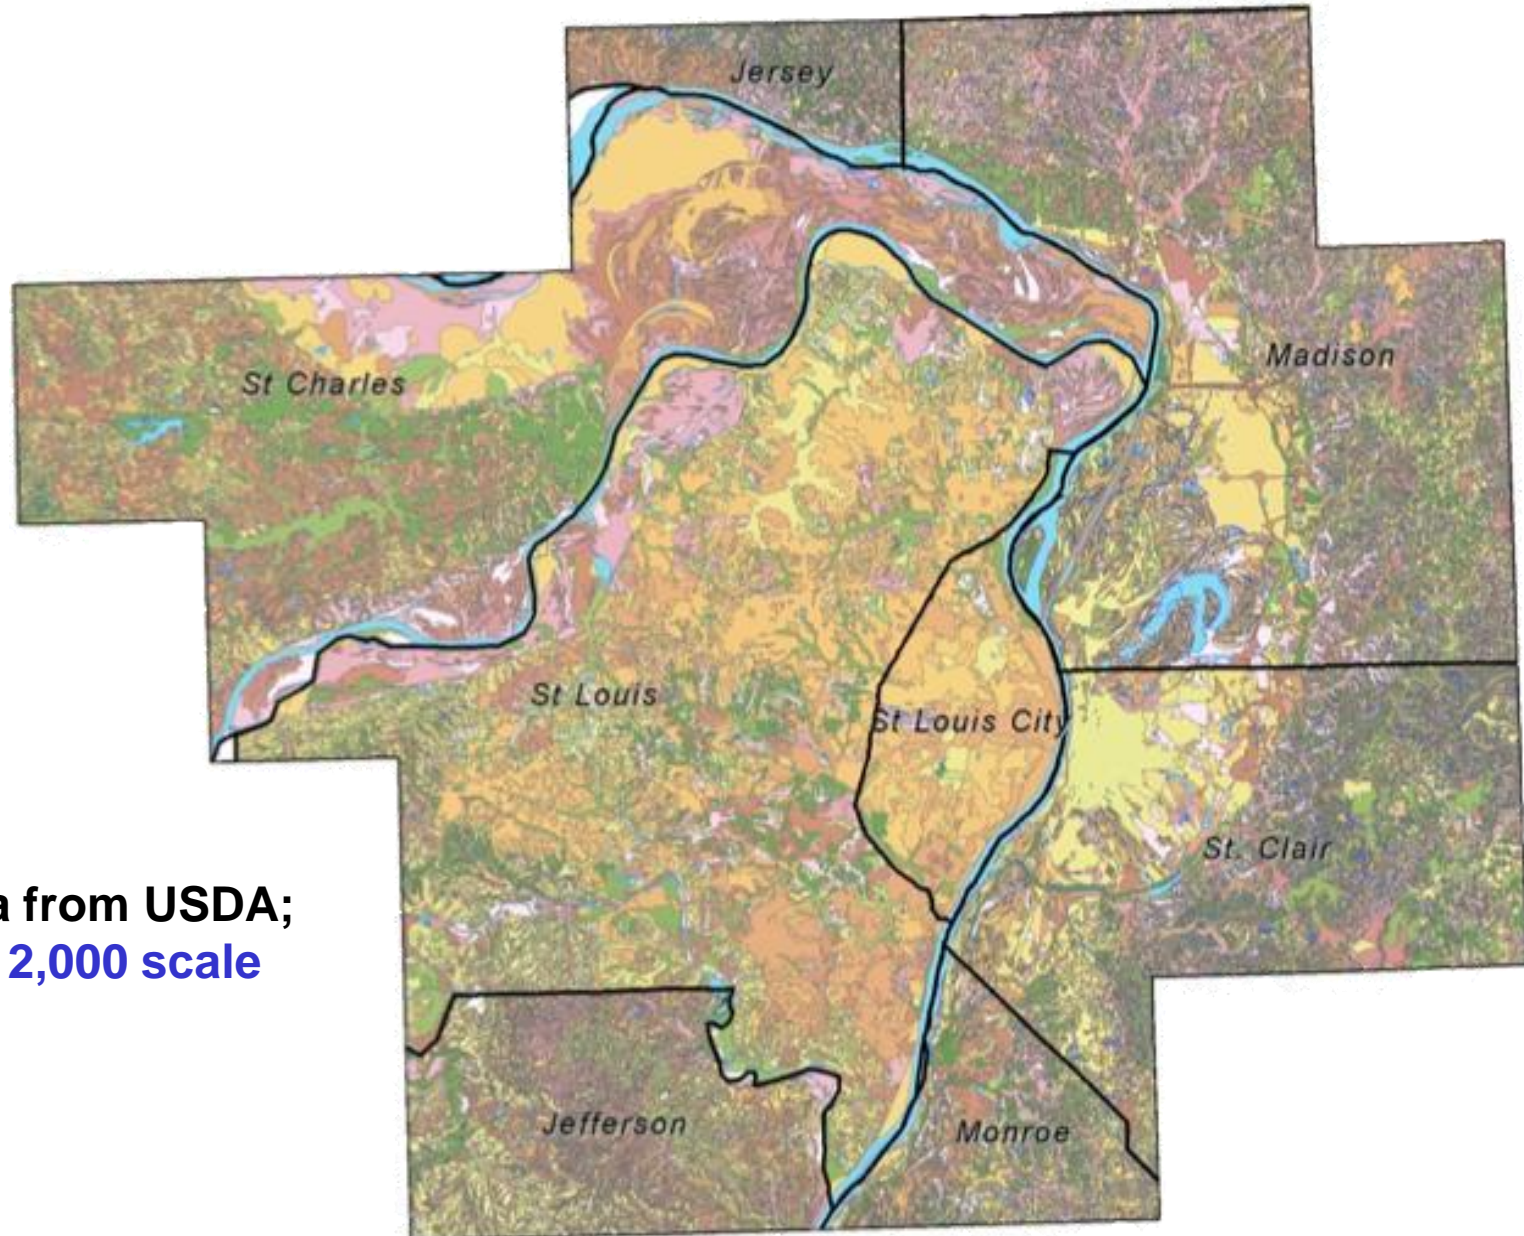 Jersey
Madison
St Charles
St Louis
St Louis City
St. Clair
a from USDA;
2,000 scale
Jefferson
Monroe